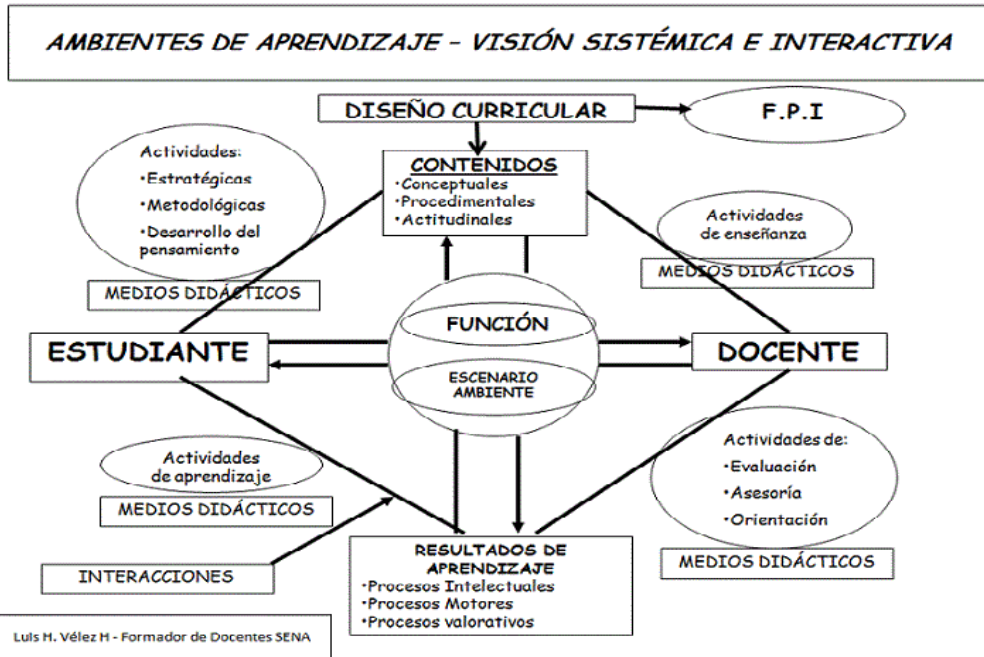 AMBIENTES DE APRENDIZAJE – VISIÓN SISTÉMICA E INTERACTIVA
DISEÑO CURRICULAR
F.P.I
Actividades:
•Estratégicas
•Metodológicas
•Desarrollo del
pensamiento
MEDIOS DIDÁCTICOS
CONTENIDOS
•Conceptuales
•Procedimentales
•Actitudinales
Actividades
de enseñanza
MEDIOS DIDÁCTICOS
ESTUDIANTE
FUNCIÓN
ESCENARIO
AMBIENTE
DOCENTE
Actividades
de aprendizaje
MEDIOS DIDÁCTICOS
INTERACCIONES
Actividades de:
•Evaluación
•Asesoría
•Orientación
MEDIOS DIDÁCTICOS
RESULTADOS DE
APRENDIZAJE
•Procesos Intelectuales
•Procesos Motores
•Procesos valorativos
Luis H. Vélez H - Formador de Docentes SENA